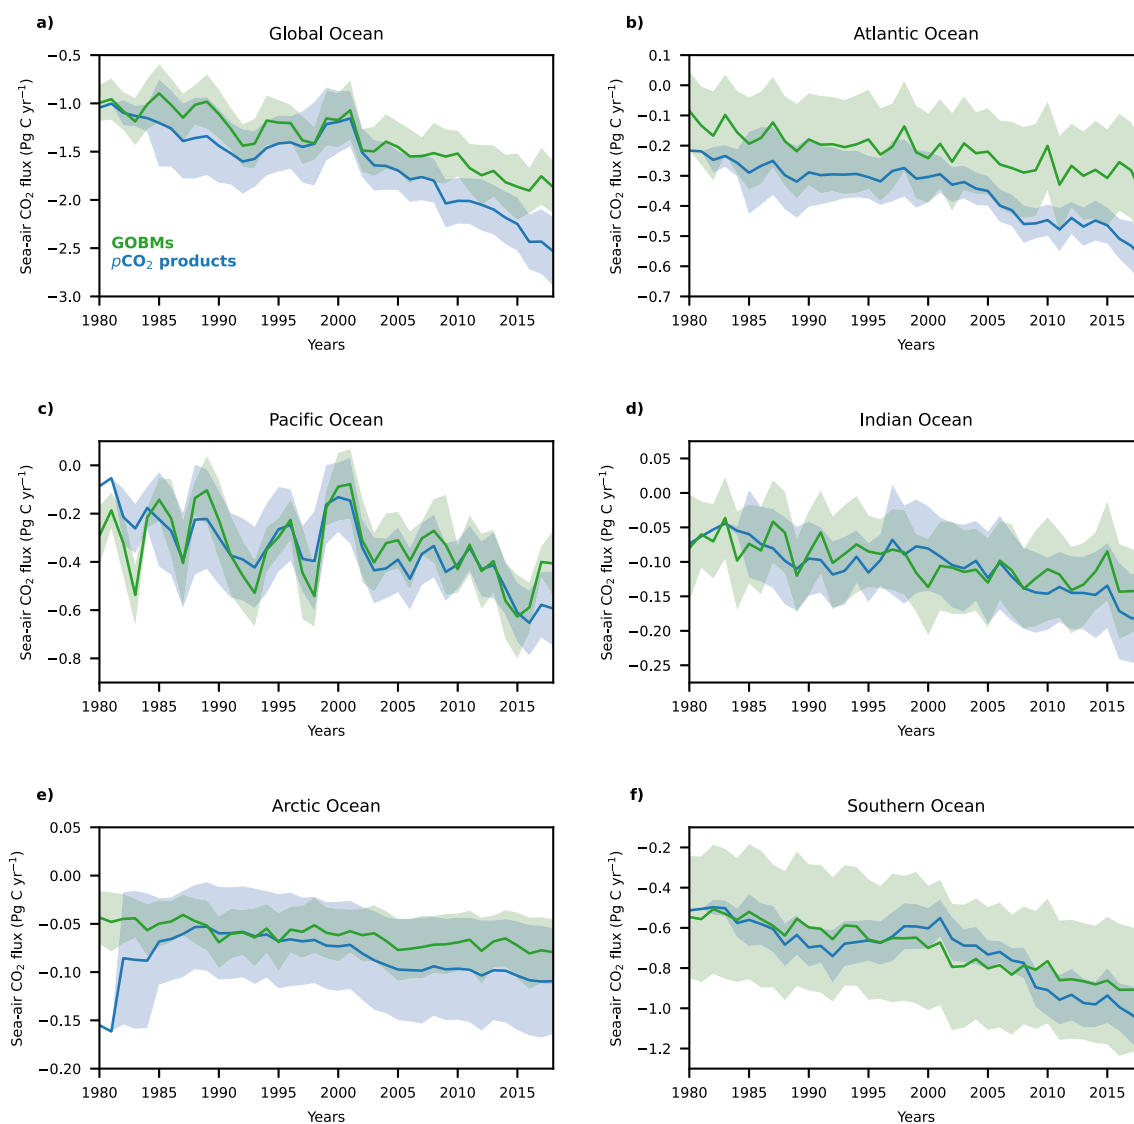 a)
Global Ocean
Sea-air CO₂ flux (Pg C yr⁻¹)
−0.5
−1.0
−1.5
−2.0
−2.5
−3.0
GOBMs
pCO₂ products
1980 1985 1990 1995 2000 2005 2010 2015
Years
b)
Atlantic Ocean
Sea-air CO₂ flux (Pg C yr⁻¹)
0.1
0.0
−0.1
−0.2
−0.3
−0.4
−0.5
−0.6
−0.7
1980 1985 1990 1995 2000 2005 2010 2015
Years
c)
Pacific Ocean
Sea-air CO₂ flux (Pg C yr⁻¹)
0.0
−0.2
−0.4
−0.6
−0.8
1980 1985 1990 1995 2000 2005 2010 2015
Years
d)
Indian Ocean
Sea-air CO₂ flux (Pg C yr⁻¹)
0.05
0.00
−0.05
−0.10
−0.15
−0.20
−0.25
1980 1985 1990 1995 2000 2005 2010 2015
Years
e)
Arctic Ocean
Sea-air CO₂ flux (Pg C yr⁻¹)
0.05
0.00
−0.05
−0.10
−0.15
−0.20
1980 1985 1990 1995 2000 2005 2010 2015
Years
f)
Southern Ocean
Sea-air CO₂ flux (Pg C yr⁻¹)
−0.2
−0.4
−0.6
−0.8
−1.0
−1.2
1980 1985 1990 1995 2000 2005 2010 2015
Years